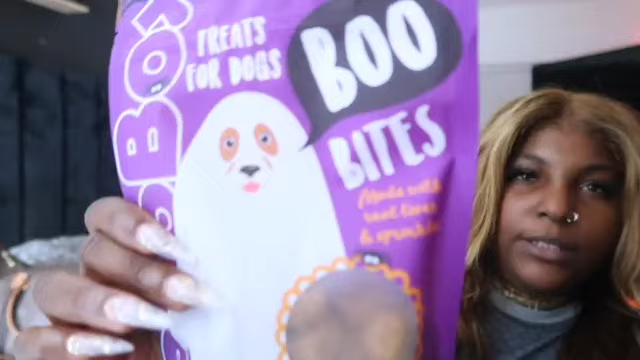 TREATS
FOR DOGS
BOO
BITES
Made with
real liver
& sprinkles